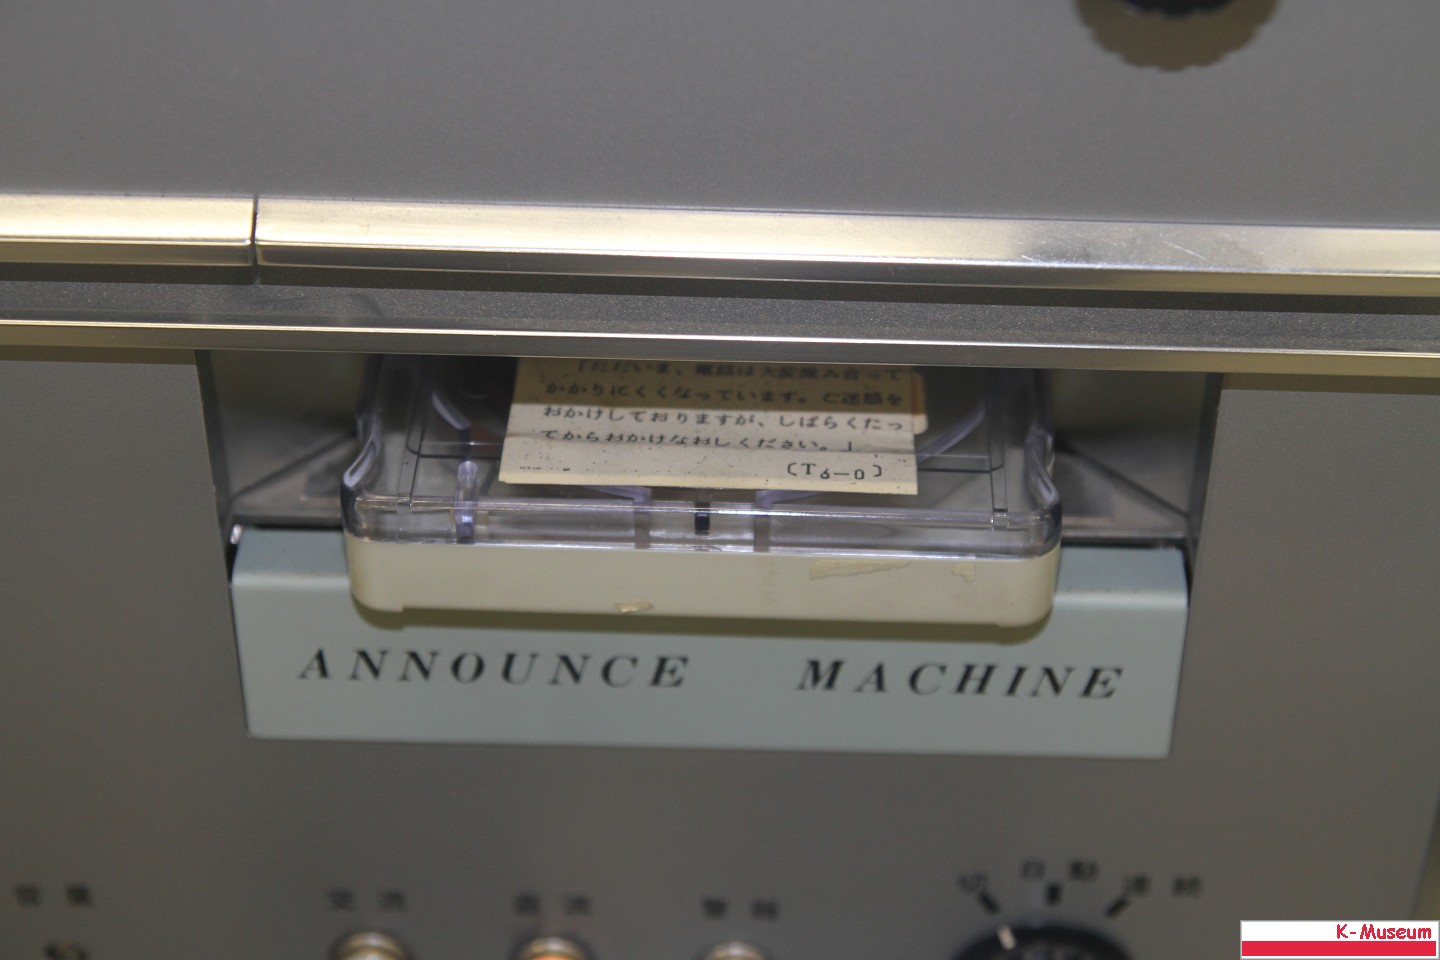 「ただいま、電話は大変混み合って
かかりにくくなっています。ご迷惑を
おかけしておりますが、しばらくたっ
てからおかけなおしください。」
(T6-0)
ANNOUNCE MACHINE
切 自動 連続
音量 交流 直流 警報
K-Museum